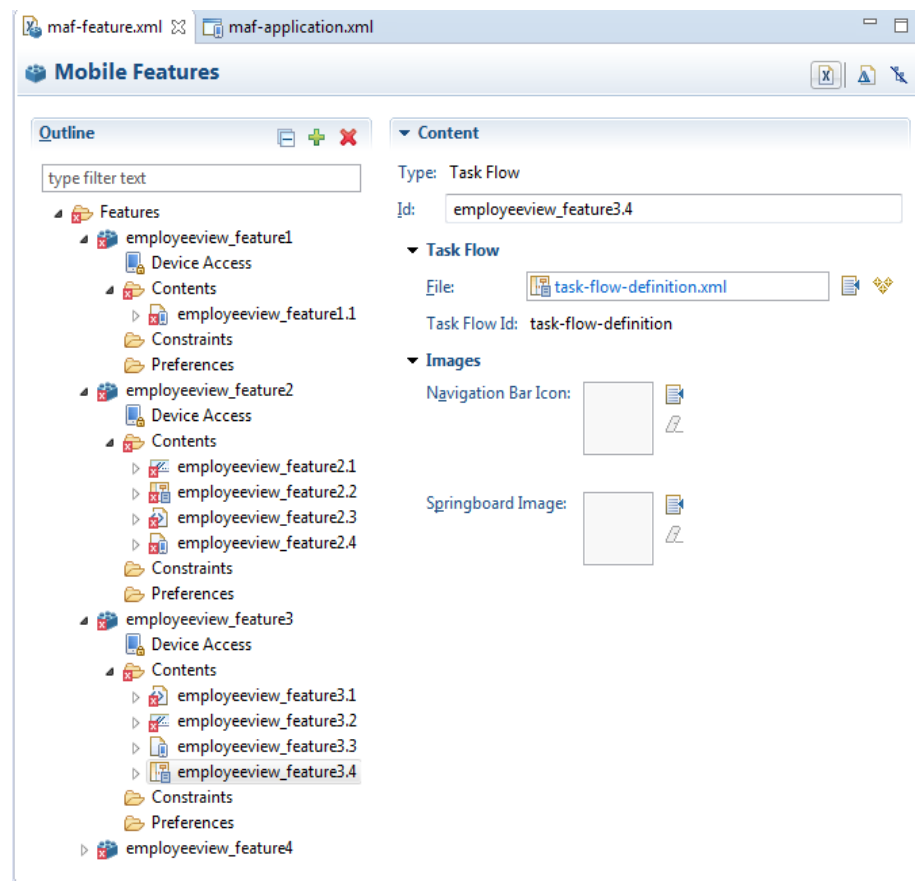 maf-feature.xml
maf-application.xml
Mobile Features
Outline
type filter text
Features
employeeview_feature1
Device Access
Contents
employeeview_feature1.1
Constraints
Preferences
employeeview_feature2
Device Access
Contents
employeeview_feature2.1
employeeview_feature2.2
employeeview_feature2.3
employeeview_feature2.4
Constraints
Preferences
employeeview_feature3
Device Access
Contents
employeeview_feature3.1
employeeview_feature3.2
employeeview_feature3.3
employeeview_feature3.4
Constraints
Preferences
employeeview_feature4
Content
Type: Task Flow
Id: employeeview_feature3.4
Task Flow
File: task-flow-definition.xml
Task Flow Id: task-flow-definition
Images
Navigation Bar Icon:
Springboard Image: